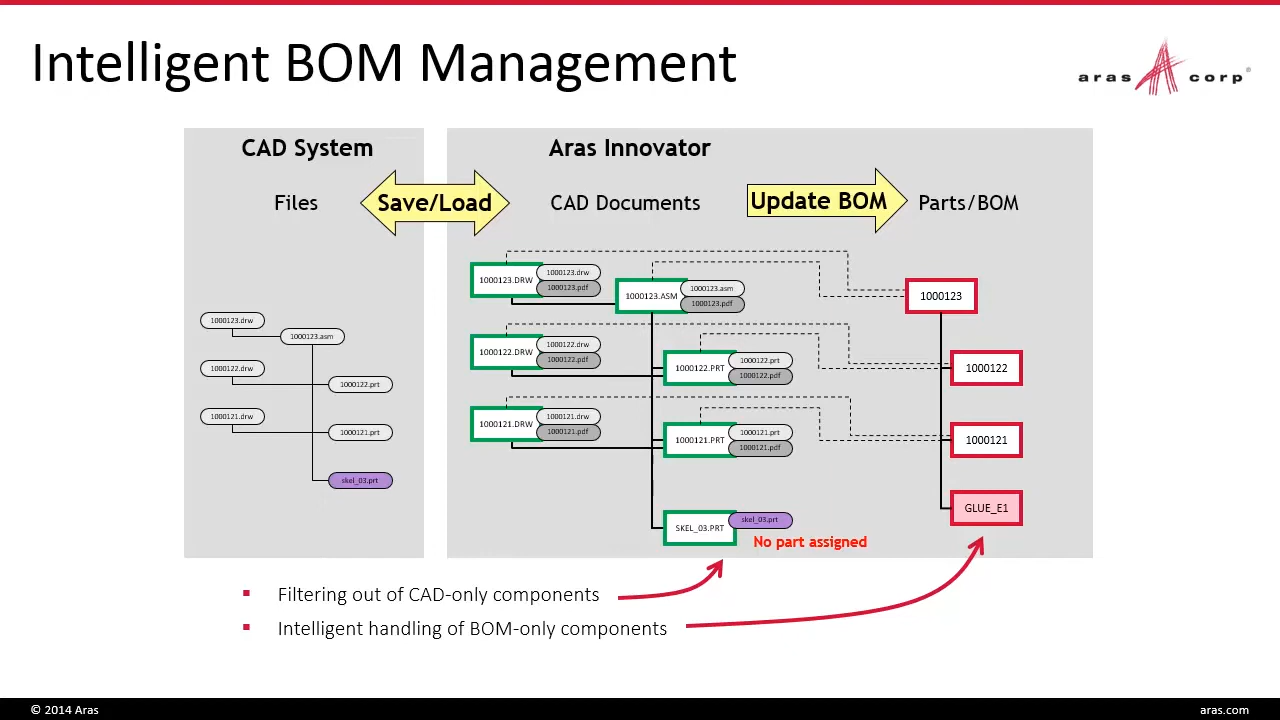 Intelligent BOM Management
aras corp®
CAD System
Aras Innovator
Files
Save/Load
CAD Documents
Update BOM
Parts/BOM
1000123.drw
1000123.asm
1000122.drw
1000122.prt
1000121.drw
1000121.prt
skel_03.prt
1000123.DRW
1000123.drw
1000123.pdf
1000123.ASM
1000123.asm
1000123.pdf
1000123
1000122.DRW
1000122.drw
1000122.pdf
1000122.PRT
1000122.prt
1000122.pdf
1000122
1000121.DRW
1000121.drw
1000121.pdf
1000121.PRT
1000121.prt
1000121.pdf
1000121
SKEL_03.PRT
skel_03.prt
GLUE_E1
No part assigned
▪ Filtering out of CAD-only components
▪ Intelligent handling of BOM-only components
© 2014 Aras
aras.com